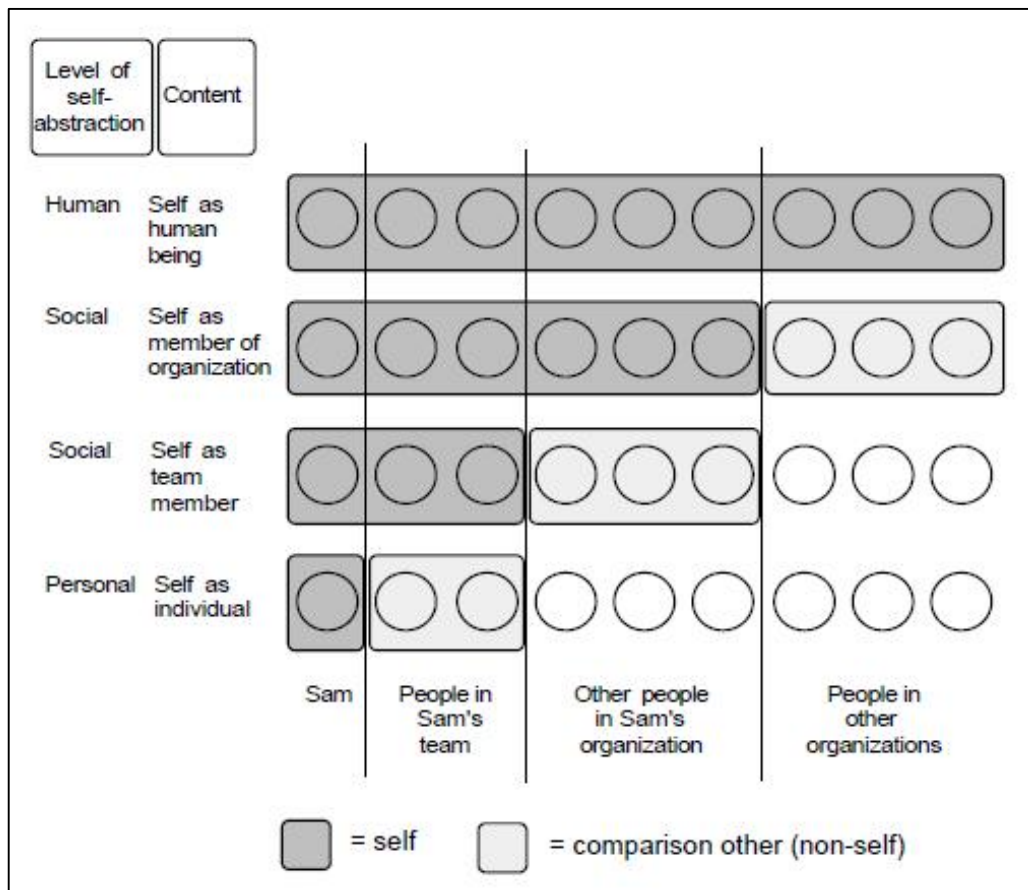 Level of
self-
abstraction
Content
Human
Self as
human
being
Social
Self as
member of
organization
Social
Self as
team
member
Personal
Self as
individual
Sam
People in
Sam's
team
Other people
in Sam's
organization
People in
other
organizations
= self
= comparison other (non-self)